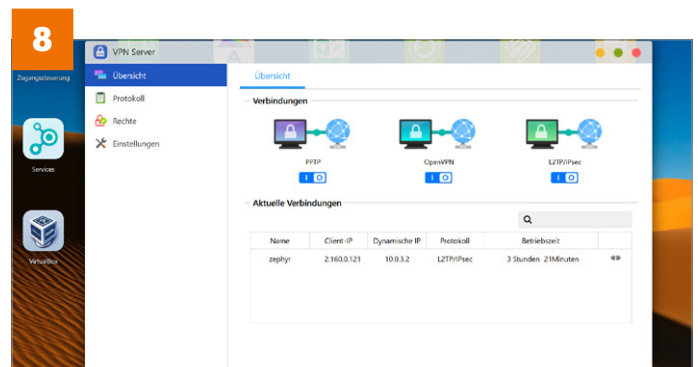 8
VPN Server
Zugangssteuerung
Übersicht
Übersicht
Protokoll
Verbindungen
Rechte
Einstellungen
Services
PPTP
OpenVPN
L2TP/IPsec
I O
I O
I O
Aktuelle Verbindungen
Name Client-IP Dynamische IP Protokoll Betriebszeit
VirtualBox
zephyr 2.160.0.121 10.0.3.2 L2TP/IPsec 3 Stunden 21Minuten